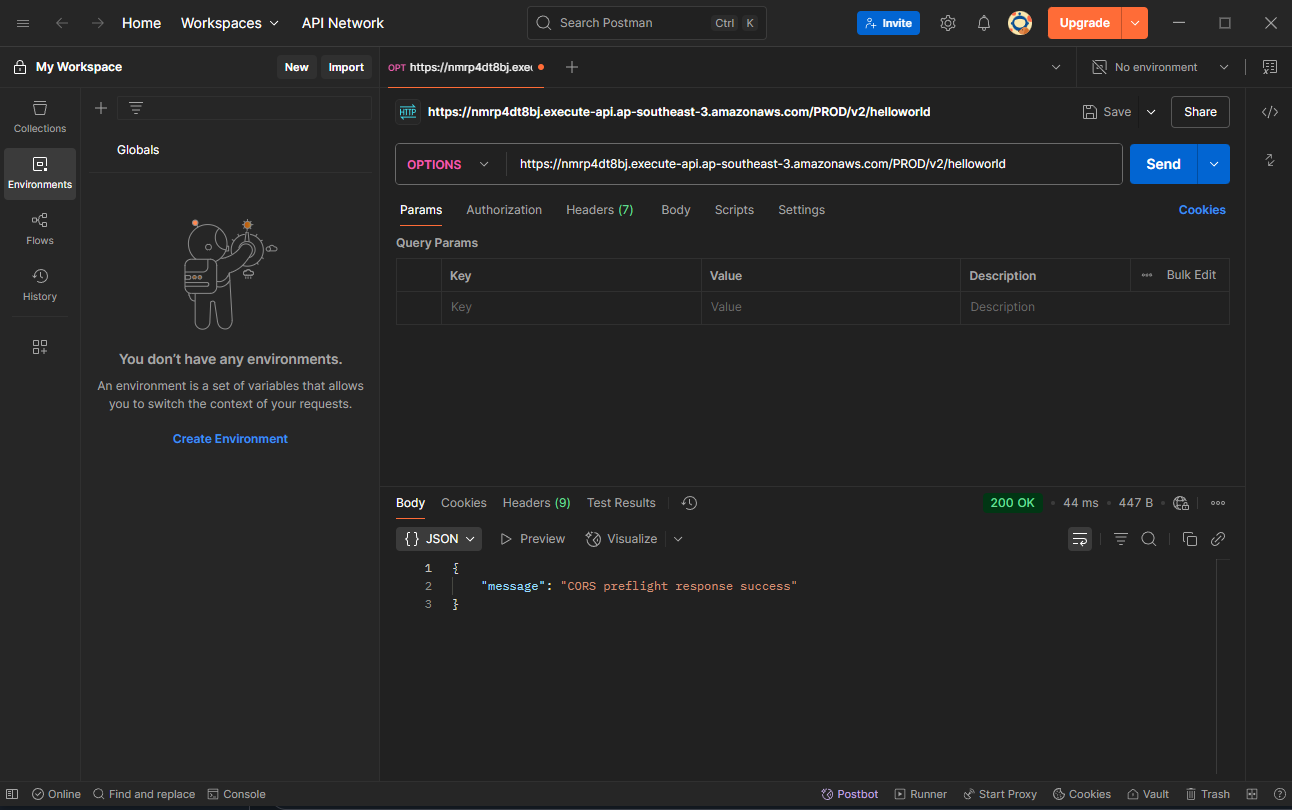 Home Workspaces API Network Search Postman Ctrl K Invite Upgrade
My Workspace New Import OPT https://nmrp4dt8bj.exec No environment
Collections
Environments
Flows
History
Globals
You don't have any environments.
An environment is a set of variables that allows
you to switch the context of your requests.
Create Environment
HTTP https://nmrp4dt8bj.execute-api.ap-southeast-3.amazonaws.com/PROD/v2/helloworld Save Share
OPTIONS https://nmrp4dt8bj.execute-api.ap-southeast-3.amazonaws.com/PROD/v2/helloworld Send
Params Authorization Headers (7) Body Scripts Settings Cookies
Query Params
Key Value Description Bulk Edit
Key Value Description
Body Cookies Headers (9) Test Results 200 OK 44 ms 447 B
{} JSON Preview Visualize
1 {
2 "message": "CORS preflight response success"
3 }
Online Find and replace Console Postbot Runner Start Proxy Cookies Vault Trash